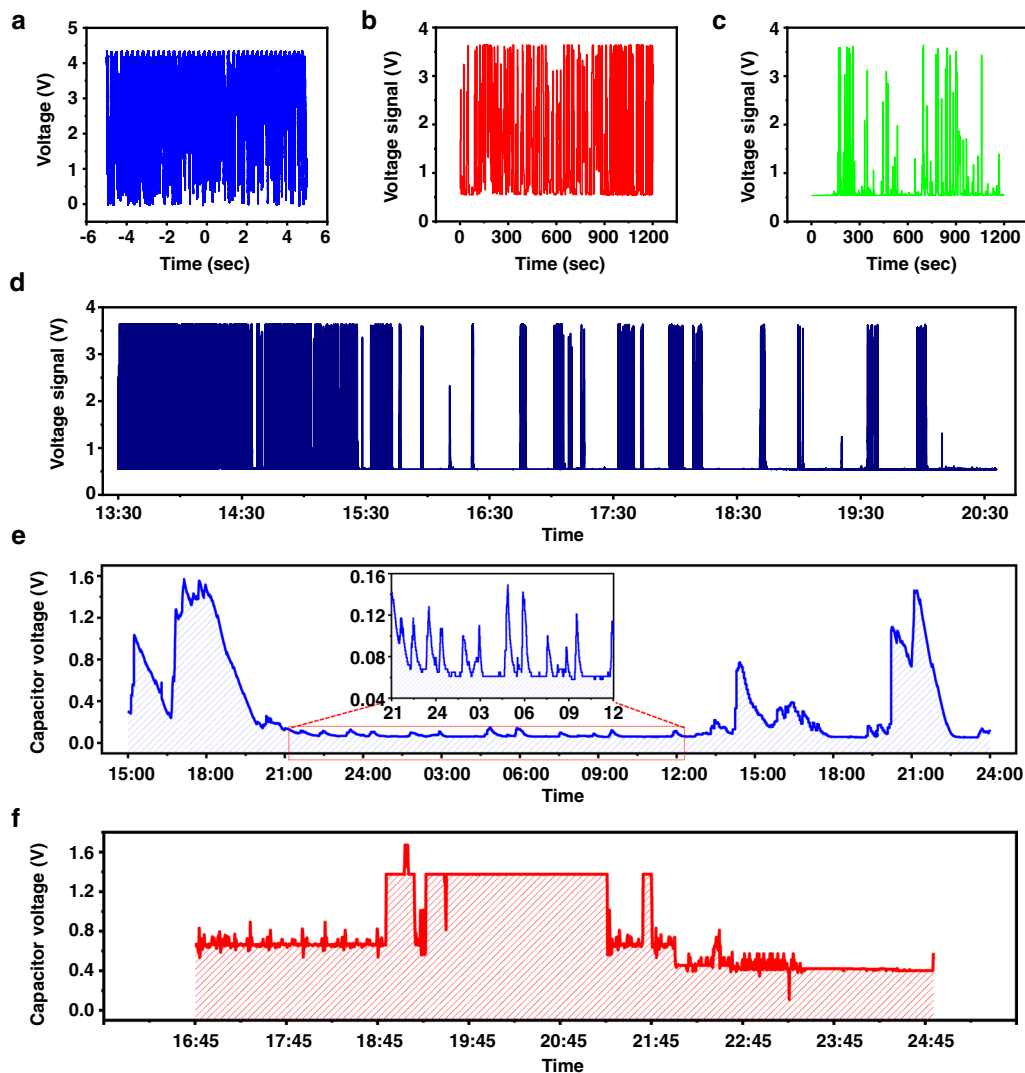 a
b
c
5
4
3
2
1
0
Voltage (V)
-6 -4 -2 0 2 4 6
Time (sec)
4
3
2
1
0
Voltage signal (V)
0 300 600 900 1200
Time (sec)
4
3
2
1
0
Voltage signal (V)
0 300 600 900 1200
Time (sec)
d
4
3
2
1
0
Voltage signal (V)
13:30 14:30 15:30 16:30 17:30 18:30 19:30 20:30
Time
e
1.6
1.2
0.8
0.4
0.0
Capacitor voltage (V)
0.16
0.12
0.08
0.04
21 24 03 06 09 12
15:00 18:00 21:00 24:00 03:00 06:00 09:00 12:00 15:00 18:00 21:00 24:00
Time
f
1.6
1.2
0.8
0.4
0.0
Capacitor voltage (V)
16:45 17:45 18:45 19:45 20:45 21:45 22:45 23:45 24:45
Time